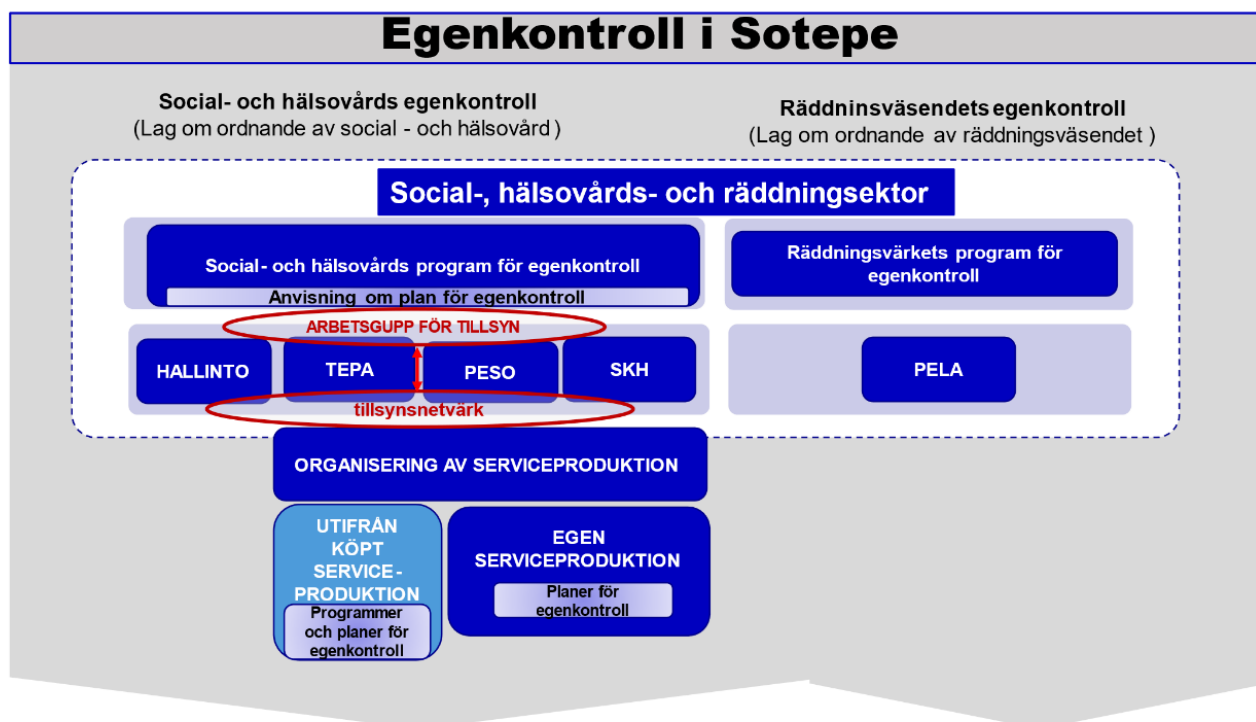 Egenkontroll i Sotepe
Social- och hälsovårds egenkontroll
(Lag om ordnande av social - och hälsovård )
Räddninsväsendets egenkontroll
(Lag om ordnande av räddningsväsendet )
Social-, hälsovårds- och räddningsektor
Social- och hälsovårds program för egenkontroll
Anvisning om plan för egenkontroll
Räddningsvärkets program för
egenkontroll
ARBETSGUPP FÖR TILLSYN
HALLINTO
TEPA
PESO
SKH
PELA
tillsynsnetvärk
ORGANISERING AV SERVICEPRODUKTION
UTIFRÅN
KÖPT
SERVICE-
PRODUKTION
Programmer
och planer för
egenkontroll
EGEN
SERVICEPRODUKTION
Planer för
egenkontroll